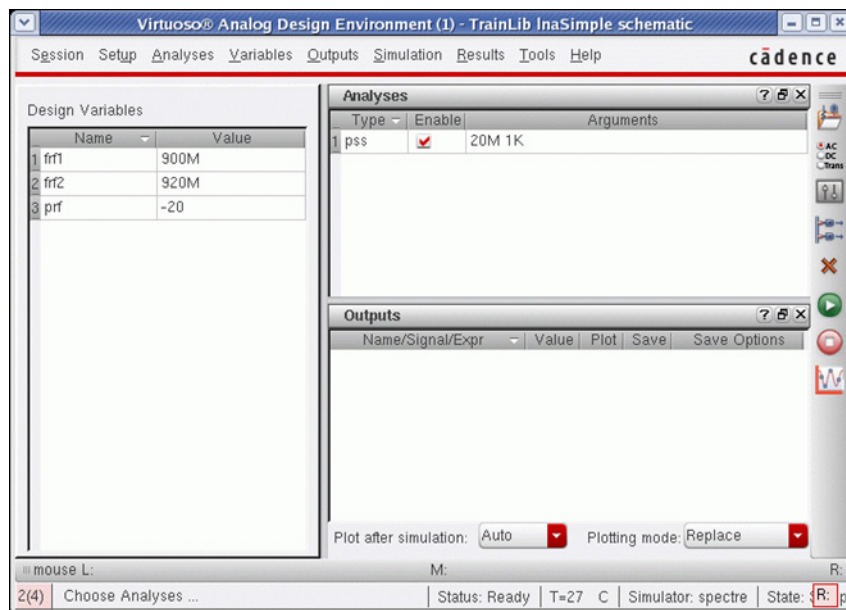 Virtuoso® Analog Design Environment (1) - TrainLib lnaSimple schematic
Session Setup Analyses Variables Outputs Simulation Results Tools Help cādence
Design Variables
Name Value
1 frf1 900M
2 frf2 920M
3 prf -20
Analyses
Type Enable Arguments
1 pss 20M 1K
AC
DC
Trans
Outputs
Name/Signal/Expr Value Plot Save Save Options
Plot after simulation: Auto Plotting mode: Replace
mouse L: M: R:
2(4) Choose Analyses ... Status: Ready T=27 C Simulator: spectre State: R: